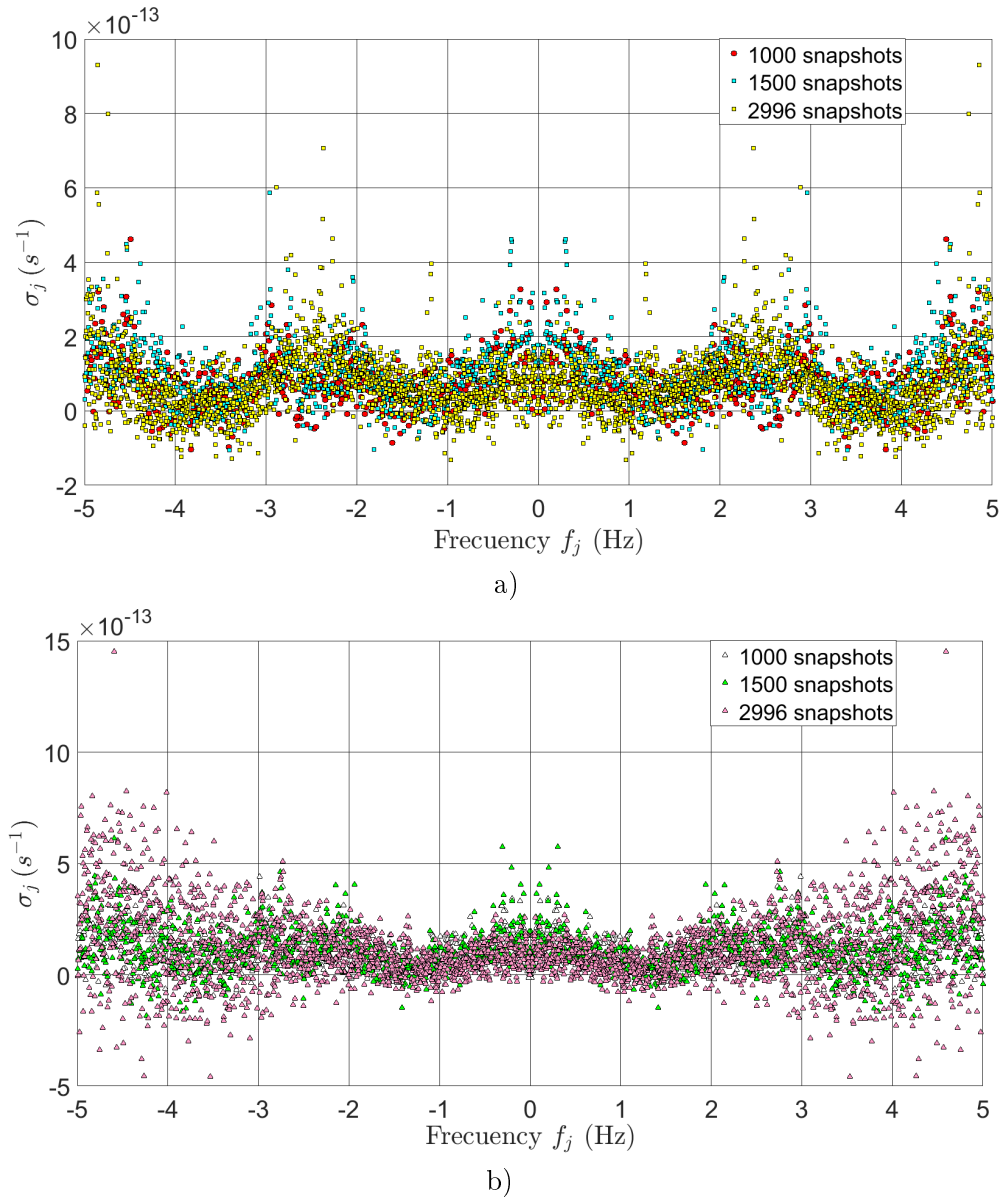 ×10^-13
10
8
6
4
2
0
-2
σ_j (s^−1)
1000 snapshots
1500 snapshots
2996 snapshots
-5 -4 -3 -2 -1 0 1 2 3 4 5
Frecuency f_j (Hz)
a)
×10^-13
15
10
5
0
-5
σ_j (s^−1)
1000 snapshots
1500 snapshots
2996 snapshots
-5 -4 -3 -2 -1 0 1 2 3 4 5
Frecuency f_j (Hz)
b)